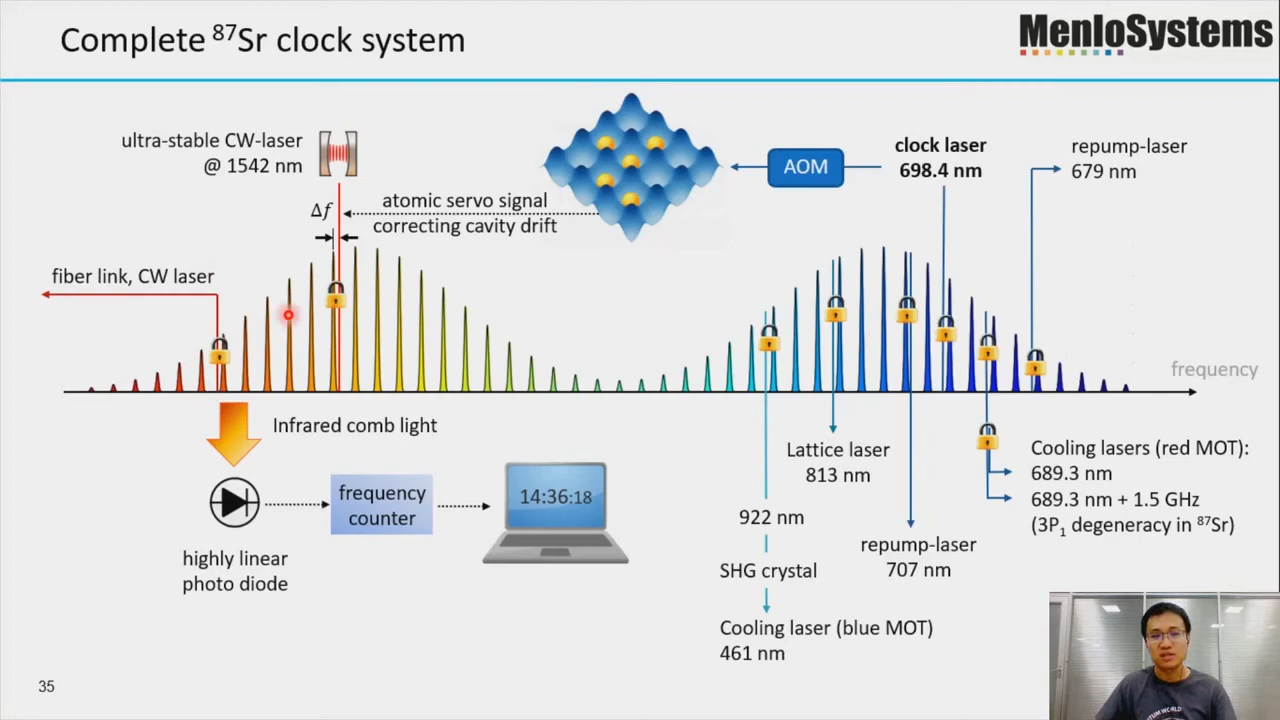 Complete ⁸⁷Sr clock system
MenloSystems
ultra-stable CW-laser
@ 1542 nm
Δf
atomic servo signal
correcting cavity drift
AOM
clock laser
698.4 nm
repump-laser
679 nm
fiber link, CW laser
frequency
Infrared comb light
frequency
counter
14:36:18
highly linear
photo diode
Lattice laser
813 nm
922 nm
SHG crystal
Cooling laser (blue MOT)
461 nm
repump-laser
707 nm
Cooling lasers (red MOT):
689.3 nm
689.3 nm + 1.5 GHz
(3P₁ degeneracy in ⁸⁷Sr)
35